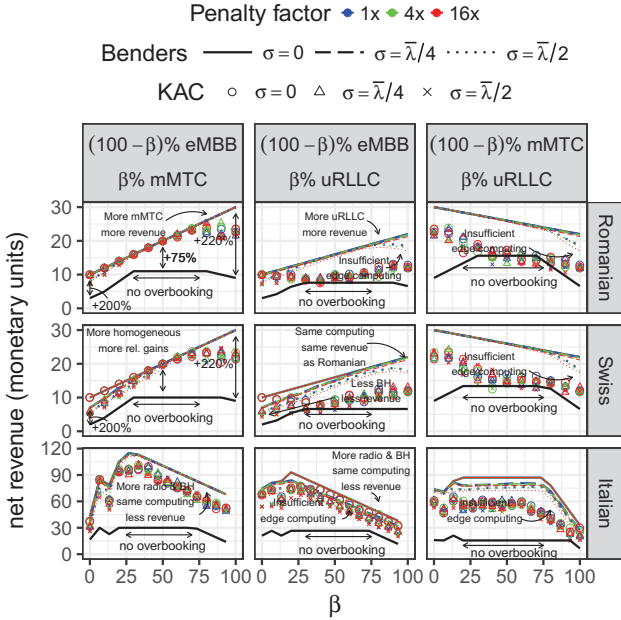 Penalty factor 1x 4x 16x
Benders σ = 0 σ = λ̅/4 σ = λ̅/2
KAC σ = 0 σ = λ̅/4 σ = λ̅/2
(100 − β)% eMBB
β% mMTC
(100 − β)% eMBB
β% uRLLC
(100 − β)% mMTC
β% uRLLC
net revenue (monetary units)
30
20
10
0
More mMTC
more revenue
+220%
+75%
+200%
no overbooking
More uRLLC
more revenue
Insufficient
edge computing
no overbooking
Insufficient
edge computing
no overbooking
Romanian
30
20
10
0
More homogeneous
more rel. gains
+220%
+200%
no overbooking
Same computing
same revenue
as Romanian
Less BH
less revenue
no overbooking
Insufficient
edge computing
no overbooking
Swiss
120
90
60
30
0
More radio & BH
same computing
less revenue
no overbooking
More radio & BH
same computing
less revenue
Insufficient
edge computing
no overbooking
Insufficient
edge computing
no overbooking
Italian
0 25 50 75 100
0 25 50 75 100
0 25 50 75 100
β